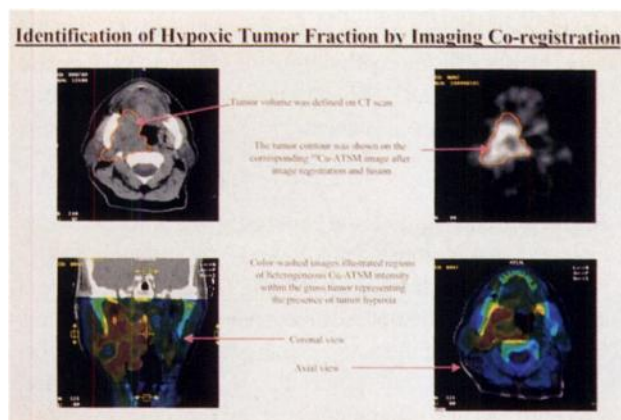 Identification of Hypoxic Tumor Fraction by Imaging Co-registration
Tumor volume was defined on CT scan
The tumor contour was shown on the
corresponding Cu-ATSM image after
image registration and fusion
Color-washed images illustrated regions
of heterogeneous Cu-ATSM intensity
within the gross tumor representing
the presence of tumor hypoxia
Coronal view
Axial view